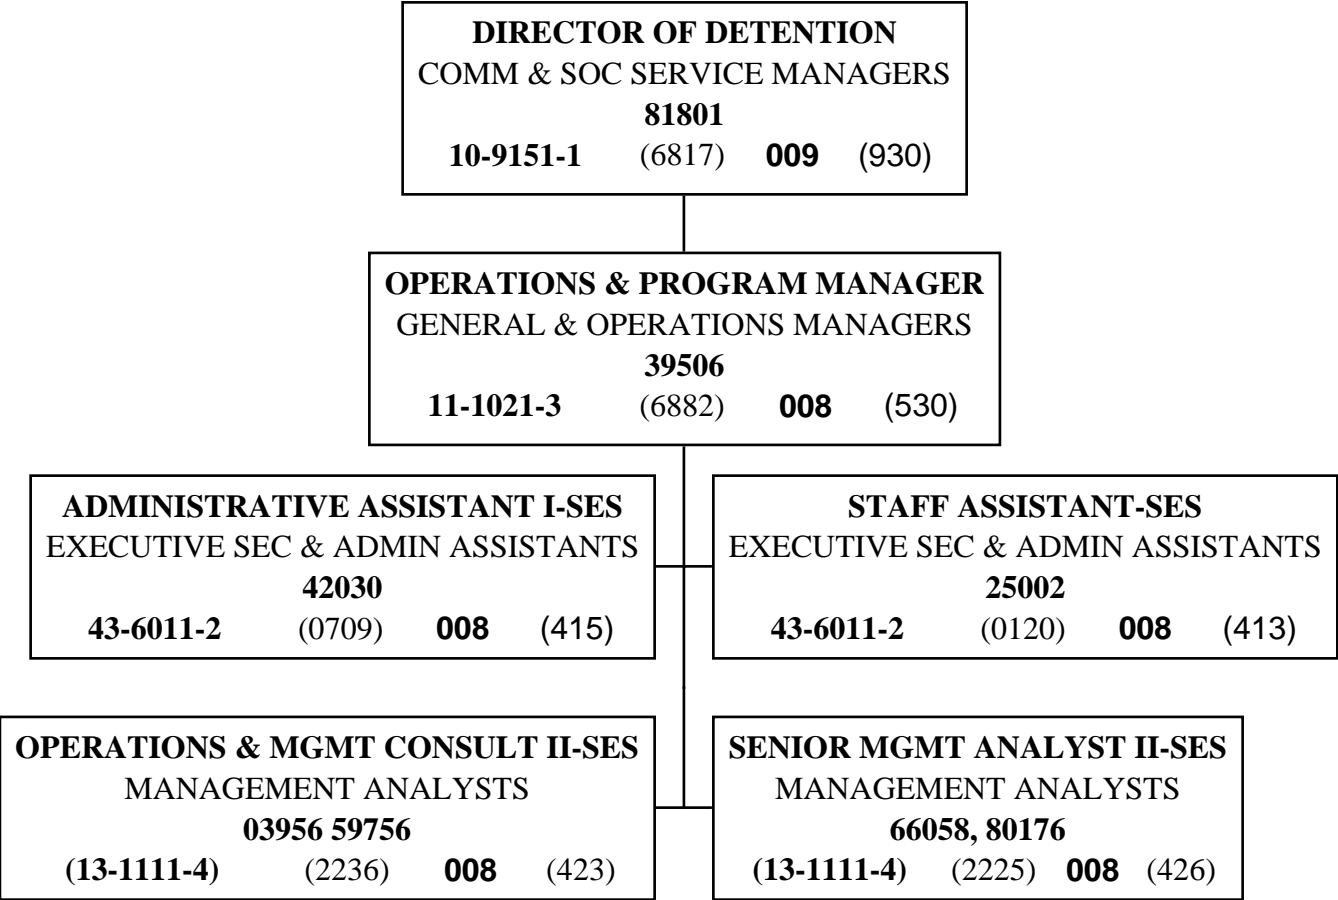 DIRECTOR OF DETENTION
COMM & SOC SERVICE MANAGERS
81801
10-9151-1 (6817) 009 (930)
OPERATIONS & PROGRAM MANAGER
GENERAL & OPERATIONS MANAGERS
39506
11-1021-3 (6882) 008 (530)
ADMINISTRATIVE ASSISTANT I-SES
EXECUTIVE SEC & ADMIN ASSISTANTS
42030
43-6011-2 (0709) 008 (415)
STAFF ASSISTANT-SES
EXECUTIVE SEC & ADMIN ASSISTANTS
25002
43-6011-2 (0120) 008 (413)
OPERATIONS & MGMT CONSULT II-SES
MANAGEMENT ANALYSTS
03956 59756
(13-1111-4) (2236) 008 (423)
SENIOR MGMT ANALYST II-SES
MANAGEMENT ANALYSTS
66058, 80176
(13-1111-4) (2225) 008 (426)